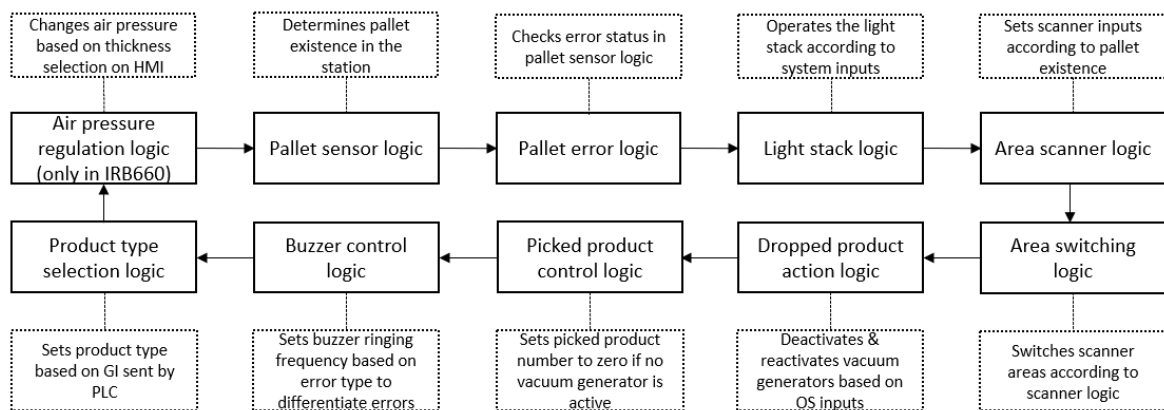 Changes air pressure
based on thickness
selection on HMI
Determines pallet
existence in the
station
Checks error status in
pallet sensor logic
Operates the light
stack according to
system inputs
Sets scanner inputs
according to pallet
existence
Air pressure
regulation logic
(only in IRB660)
Pallet sensor logic
Pallet error logic
Light stack logic
Area scanner logic
Product type
selection logic
Buzzer control
logic
Picked product
control logic
Dropped product
action logic
Area switching
logic
Sets product type
based on GI sent by
PLC
Sets buzzer ringing
frequency based on
error type to
differentiate errors
Sets picked product
number to zero if no
vacuum generator is
active
Deactivates &
reactivates vacuum
generators based on
OS inputs
Switches scanner
areas according to
scanner logic